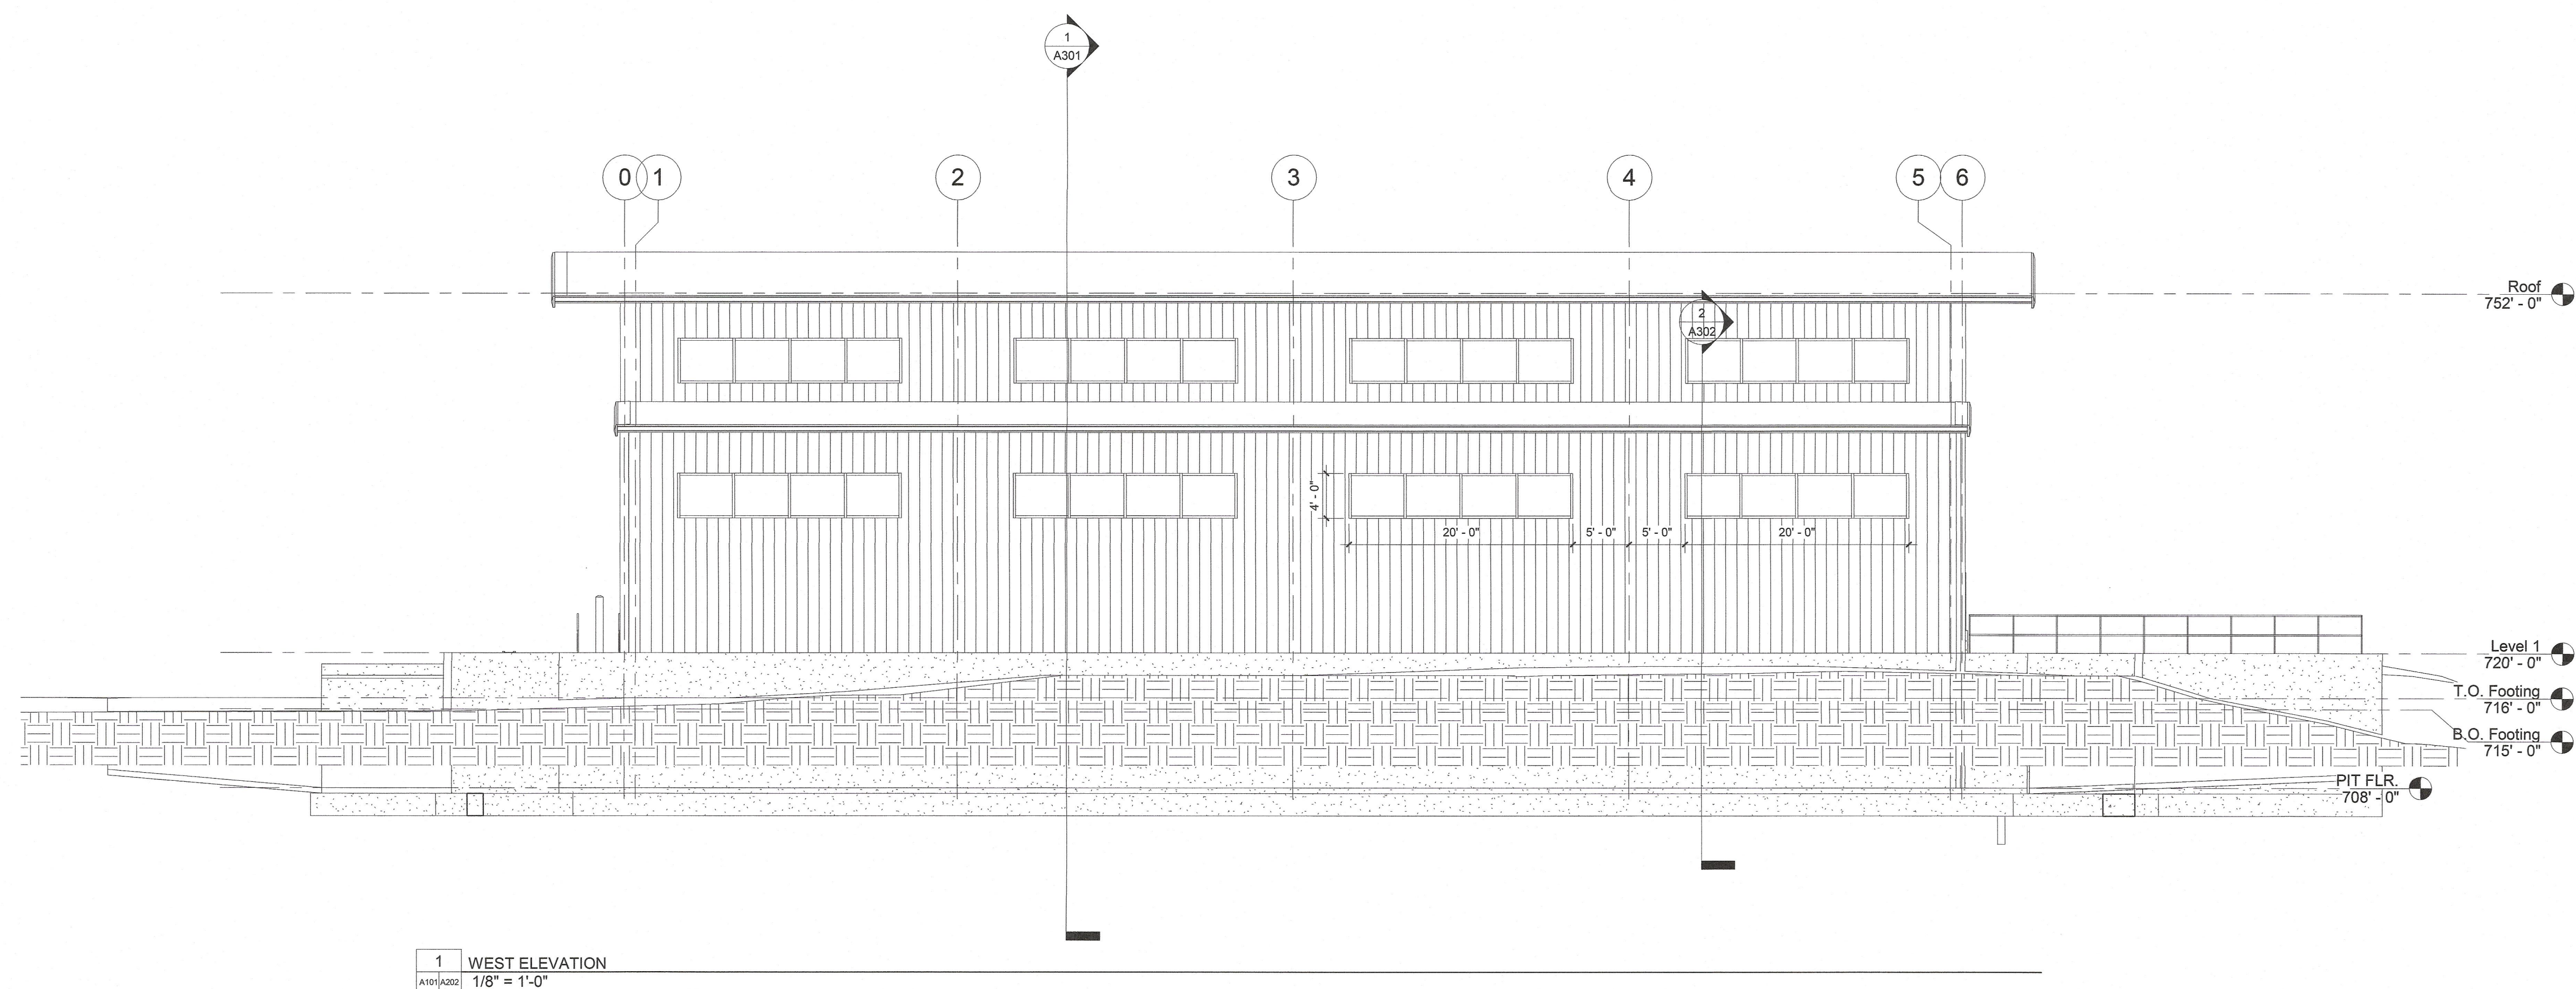 1
A301
0 1 2 3 4 5 6
Roof
752' - 0"
2
A302
4' - 0"
20' - 0" 5' - 0" 5' - 0" 20' - 0"
Level 1
720' - 0"
T.O. Footing
716' - 0"
B.O. Footing
715' - 0"
PIT FLR.
708' - 0"
1 WEST ELEVATION
A101 A202 1/8" = 1'-0"